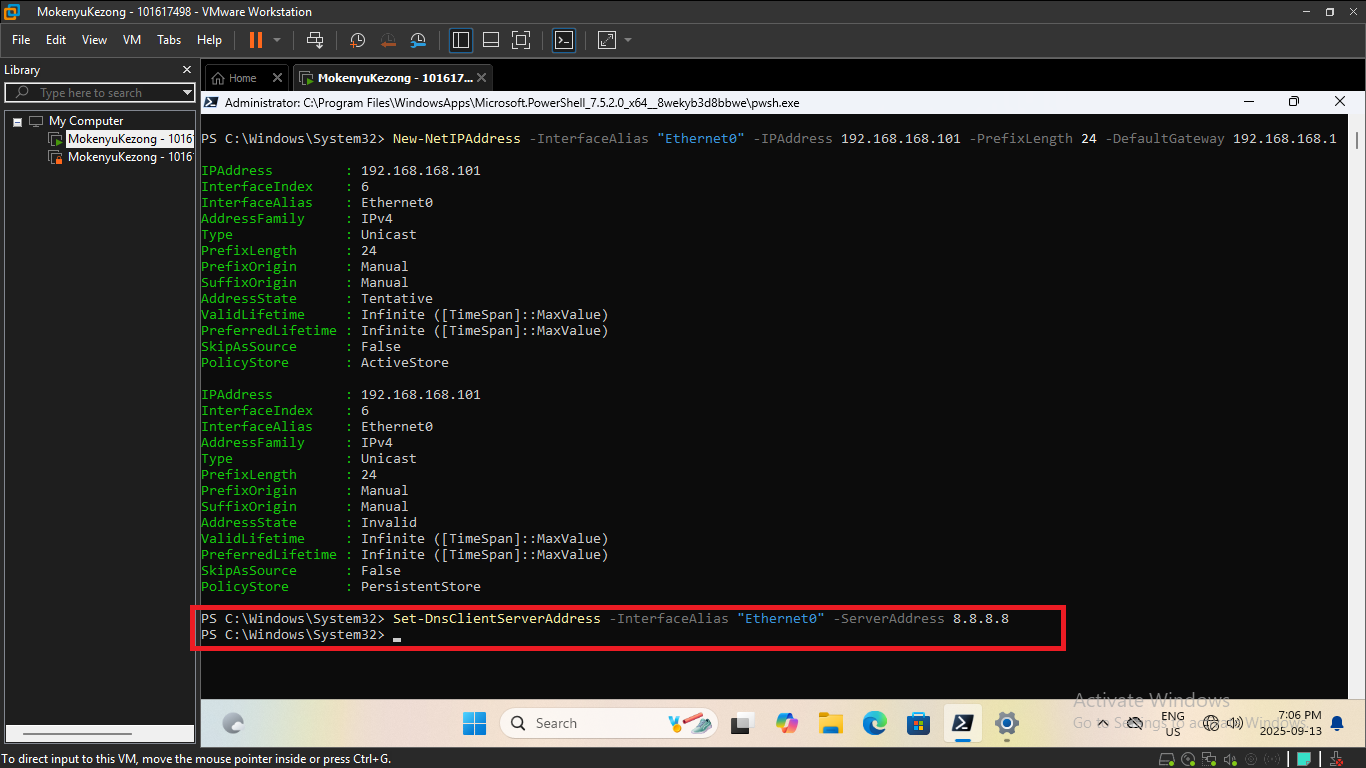 MokenyuKezong - 101617498 - VMware Workstation
File Edit View VM Tabs Help
Library
Type here to search
My Computer
MokenyuKezong - 1016
MokenyuKezong - 1016
Home
MokenyuKezong - 101617...
Administrator: C:\Program Files\WindowsApps\Microsoft.PowerShell_7.5.2.0_x64__8wekyb3d8bbwe\pwsh.exe
PS C:\Windows\System32> New-NetIPAddress -InterfaceAlias "Ethernet0" -IPAddress 192.168.168.101 -PrefixLength 24 -DefaultGateway 192.168.168.1
IPAddress : 192.168.168.101
InterfaceIndex : 6
InterfaceAlias : Ethernet0
AddressFamily : IPv4
Type : Unicast
PrefixLength : 24
PrefixOrigin : Manual
SuffixOrigin : Manual
AddressState : Tentative
ValidLifetime : Infinite ([TimeSpan]::MaxValue)
PreferredLifetime : Infinite ([TimeSpan]::MaxValue)
SkipAsSource : False
PolicyStore : ActiveStore
IPAddress : 192.168.168.101
InterfaceIndex : 6
InterfaceAlias : Ethernet0
AddressFamily : IPv4
Type : Unicast
PrefixLength : 24
PrefixOrigin : Manual
SuffixOrigin : Manual
AddressState : Invalid
ValidLifetime : Infinite ([TimeSpan]::MaxValue)
PreferredLifetime : Infinite ([TimeSpan]::MaxValue)
SkipAsSource : False
PolicyStore : PersistentStore
PS C:\Windows\System32> Set-DnsClientServerAddress -InterfaceAlias "Ethernet0" -ServerAddress 8.8.8.8
PS C:\Windows\System32>
Activate Windows
Go to Settings to activate Windows.
Search
ENG
US
7:06 PM
2025-09-13
To direct input to this VM, move the mouse pointer inside or press Ctrl+G.